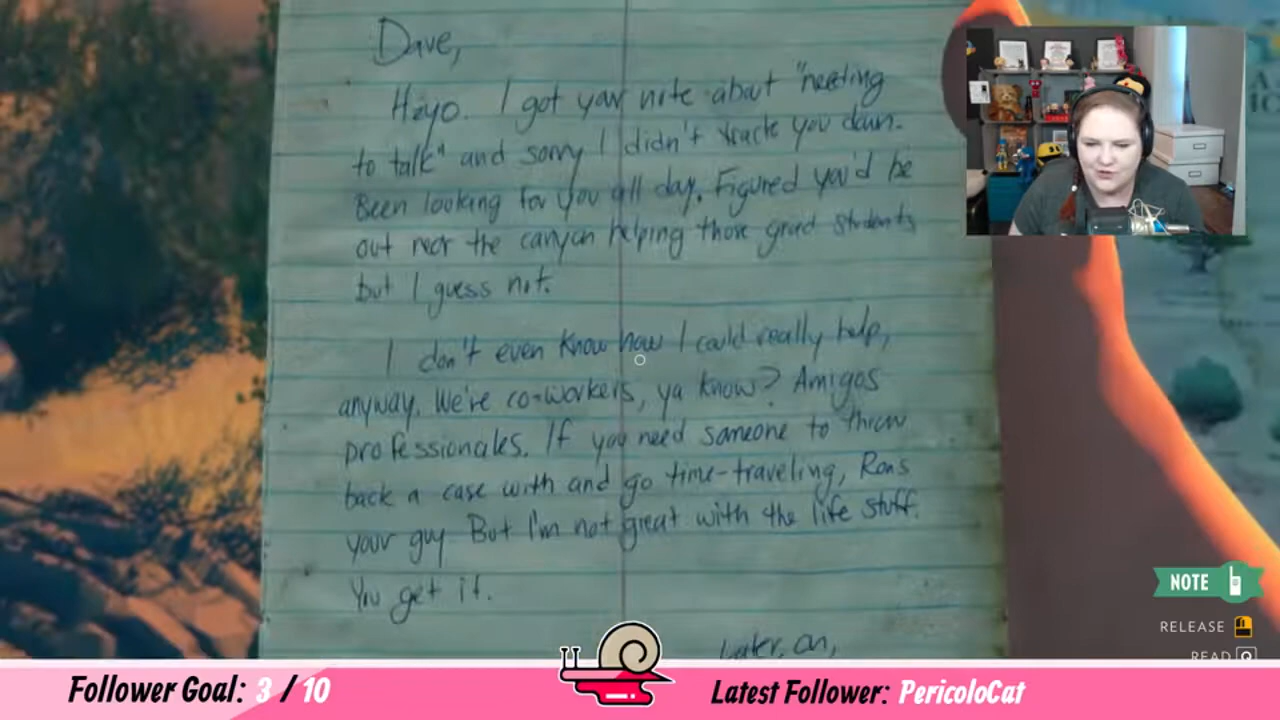 Dave,
Heyo. I got your note about "needing
to talk" and sorry I didn't track you down.
Been looking for you all day. Figured you'd be
out near the canyon helping those grad students
but I guess not.
I don't even know how I could really help,
anyway. We're co-workers, ya know? Amigos
professionales. If you need someone to throw
back a case with and go time-traveling, Ron's
your guy But I'm not great with the life stuff.
You get it.
Later, on,
NOTE
RELEASE
READ Q
Follower Goal: 3 / 10
Latest Follower: PericoloCat